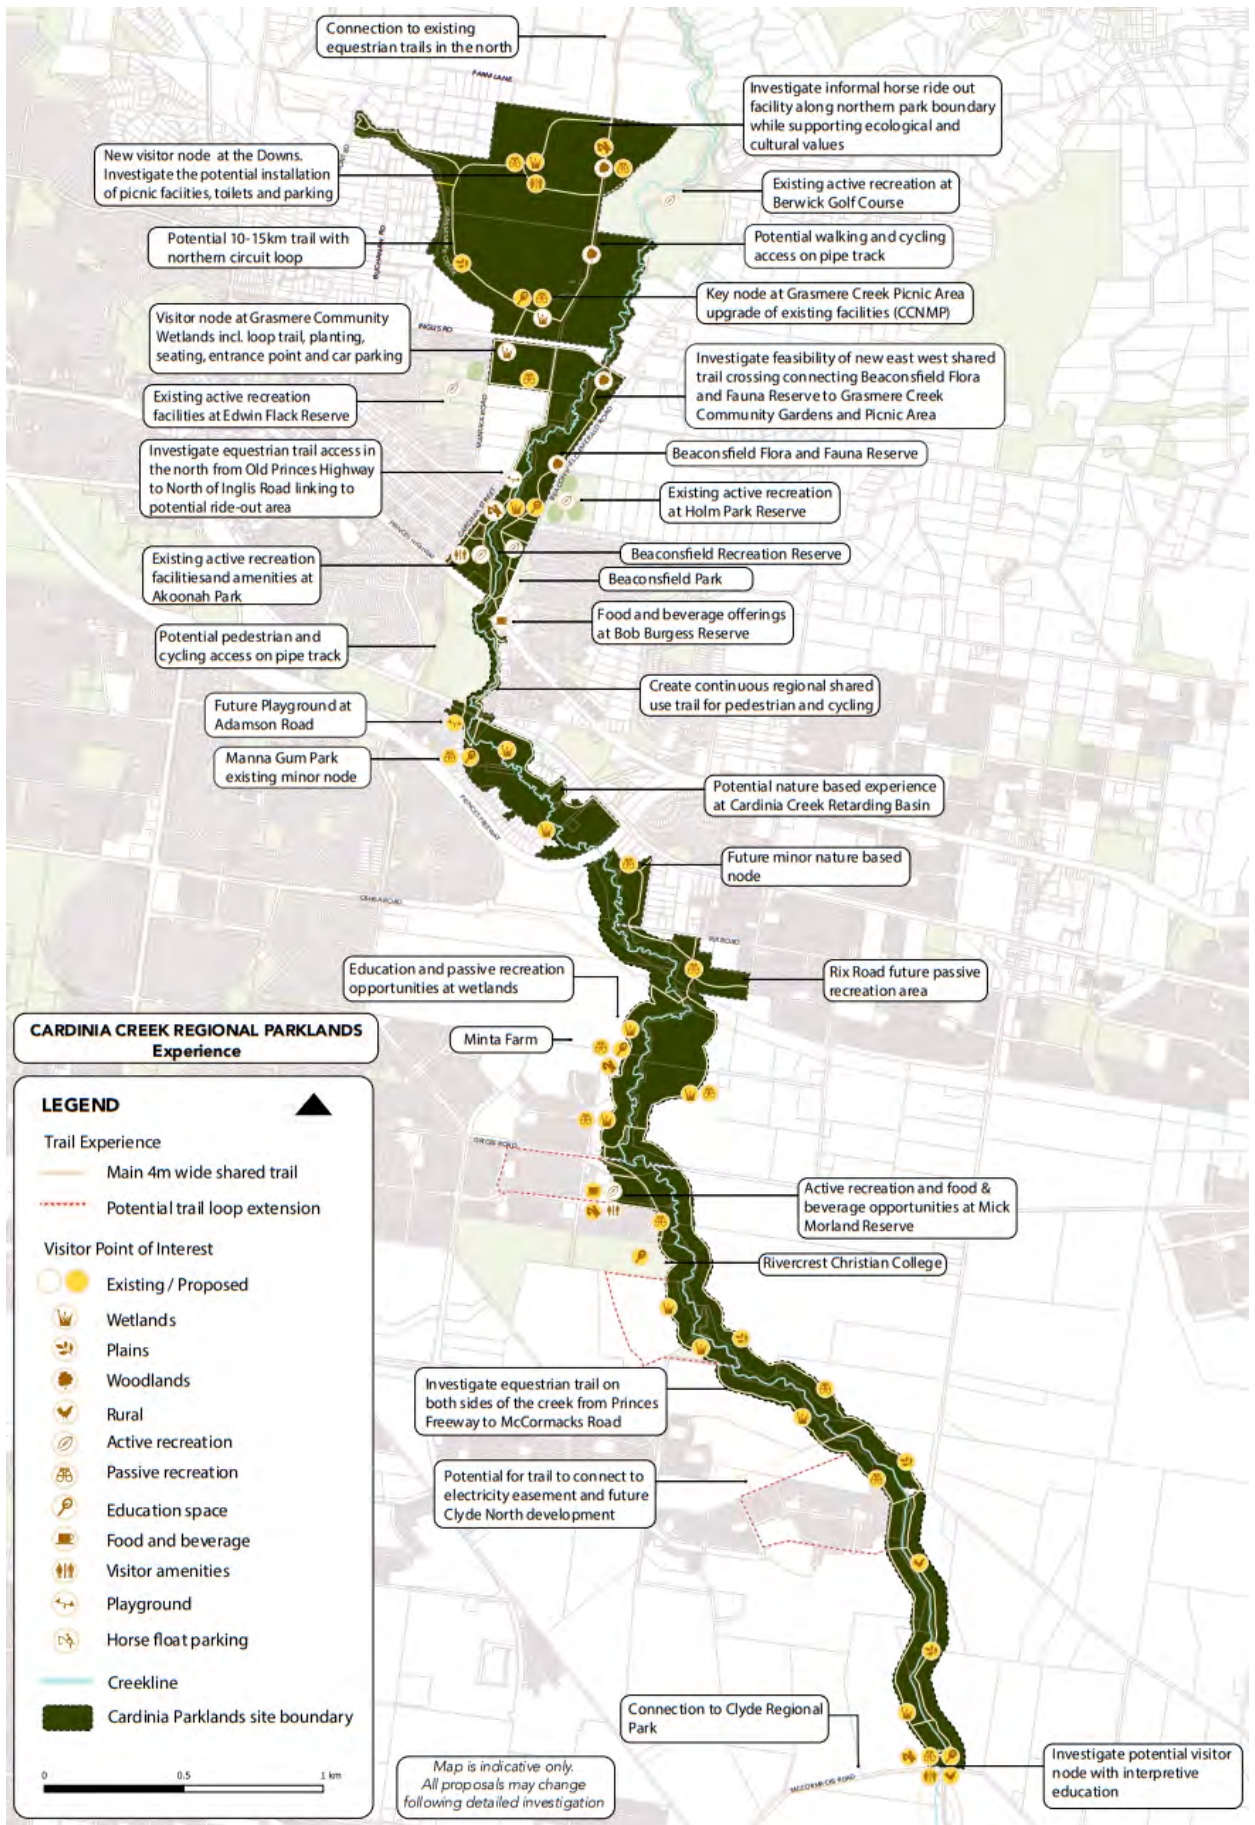 Connection to existing
equestrian trails in the north
Investigate informal horse ride out
facility along northern park boundary
while supporting ecological and
cultural values
New visitor node at the Downs.
Investigate the potential installation
of picnic faciities, toilets and parking
Existing active recreation at
Berwick Golf Course
Potential 10-15km trail with
northern circuit loop
Potential walking and cycling
access on pipe track
Key node at Grasmere Creek Picnic Area
upgrade of existing facilities (CCNMP)
Visitor node at Grasmere Community
Wetlands incl. loop trail, planting,
seating, entrance point and car parking
INGLIS RD
Investigate feasibility of new east west shared
trail crossing connecting Beaconsfield Flora
and Fauna Reserve to Grasmere Creek
Community Gardens and Picnic Area
Existing active recreation
facilities at Edwin Flack Reserve
MANUKA ROAD
Investigate equestrian trail access in
the north from Old Princes Highway
to North of Inglis Road linking to
potential ride-out area
Beaconsfield Flora and Fauna Reserve
Existing active recreation
at Holm Park Reserve
Existing active recreation
facilitiesand amenities at
Akoonah Park
Beaconsfield Recreation Reserve
Beaconsfield Park
Food and beverage offerings
at Bob Burgess Reserve
Potential pedestrian and
cycling access on pipe track
Create continuous regional shared
use trail for pedestrian and cycling
Future Playground at
Adamson Road
Manna Gum Park
existing minor node
PRINCES FREEWAY
Potential nature based experience
at Cardinia Creek Retarding Basin
Future minor nature based
node
RIX ROAD
Education and passive recreation
opportunities at wetlands
Rix Road future passive
recreation area
Minta Farm
CARDINIA CREEK REGIONAL PARKLANDS
Experience
LEGEND
Trail Experience
Main 4m wide shared trail
Potential trail loop extension
Visitor Point of Interest
Existing / Proposed
Wetlands
Plains
Woodlands
Rural
Active recreation
Passive recreation
Education space
Food and beverage
Visitor amenities
Playground
Horse float parking
Creekline
Cardinia Parklands site boundary
0 0.5 1 km
Active recreation and food &
beverage opportunities at Mick
Morland Reserve
Rivercrest Christian College
Investigate equestrian trail on
both sides of the creek from Princes
Freeway to McCormacks Road
Potential for trail to connect to
electricity easement and future
Clyde North development
Connection to Clyde Regional
Park
MCCORMACKS ROAD
Investigate potential visitor
node with interpretive
education
Map is indicative only.
All proposals may change
following detailed investigation